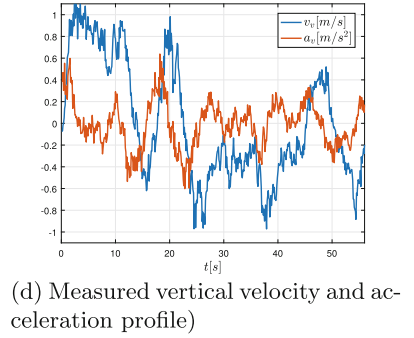 v_v[m/s]
a_v[m/s²]
1
0.8
0.6
0.4
0.2
0
-0.2
-0.4
-0.6
-0.8
-1
0 10 20 30 40 50
t[s]
(d) Measured vertical velocity and ac-
celeration profile)